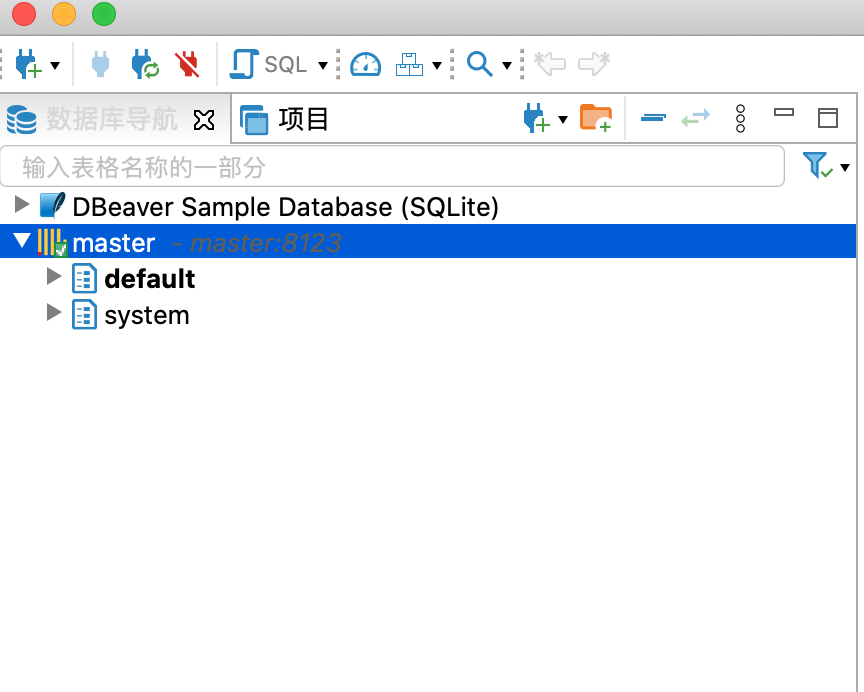 SQL
数据库导航 项目
输入表格名称的一部分
DBeaver Sample Database (SQLite)
master - master:8123
default
system